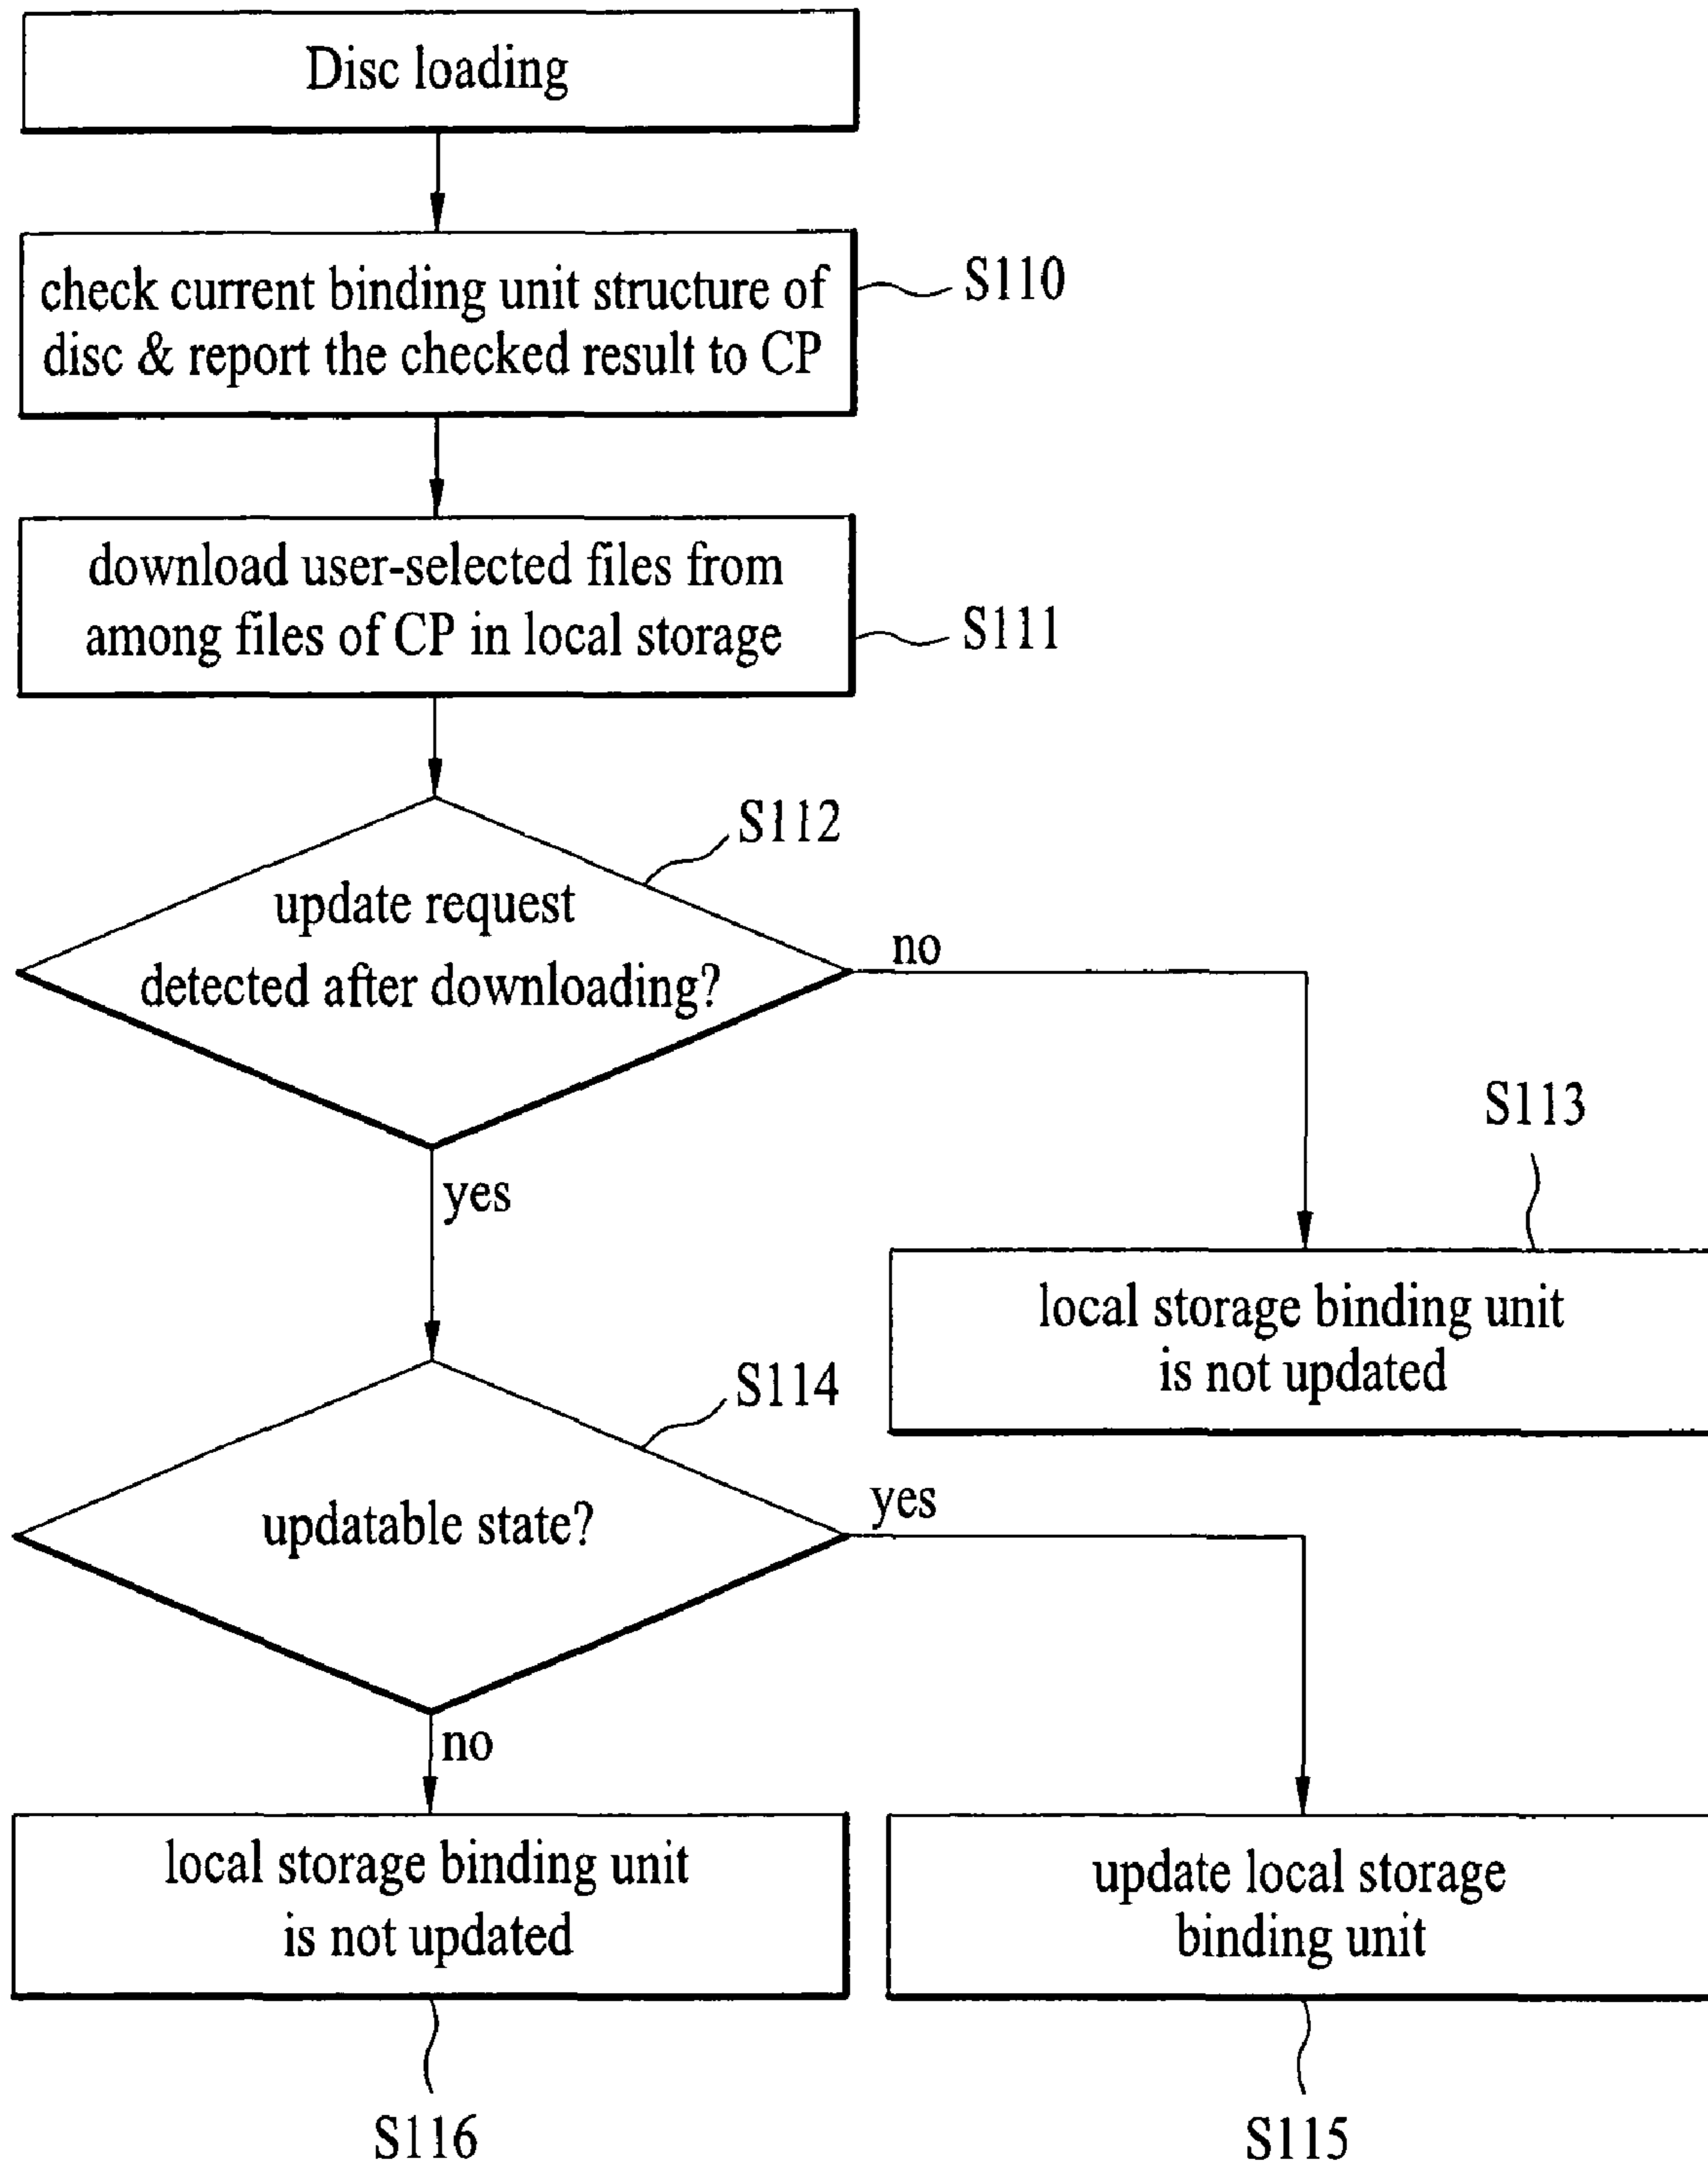 Disc loading
check current binding unit structure of
disc & report the checked result to CP
S110
download user-selected files from
among files of CP in local storage
S111
S112
update request
detected after downloading?
no
yes
S113
local storage binding unit
is not updated
S114
updatable state?
yes
no
local storage binding unit
is not updated
update local storage
binding unit
S116
S115